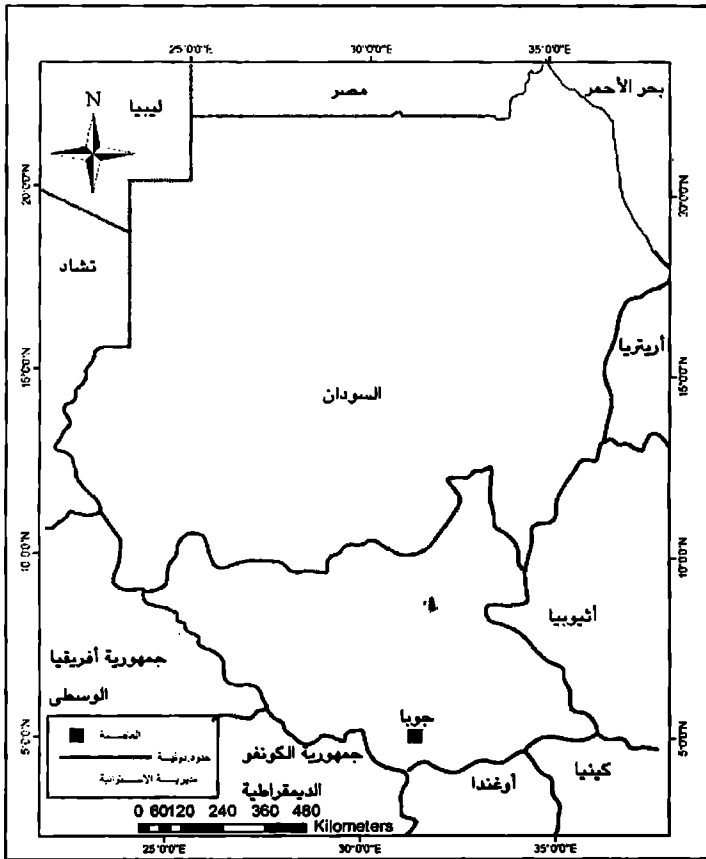 25°0'0"E 30°0'0"E 35°0'0"E
N
ليبيا
مصر
بحر الأحمر
20°0'0"N
20°0'0"N
تشاد
أريتريا
15°0'0"N
15°0'0"N
السودان
10°0'0"N
10°0'0"N
أثيوبيا
جمهورية أفريقيا
الوسطى
جوبا
5°0'0"N
5°0'0"N
العاصمة
جمهورية الكونغو
الديمقراطية
أوغندا
كينيا
0 60120 240 360 480
Kilometers
25°0'0"E 30°0'0"E 35°0'0"E